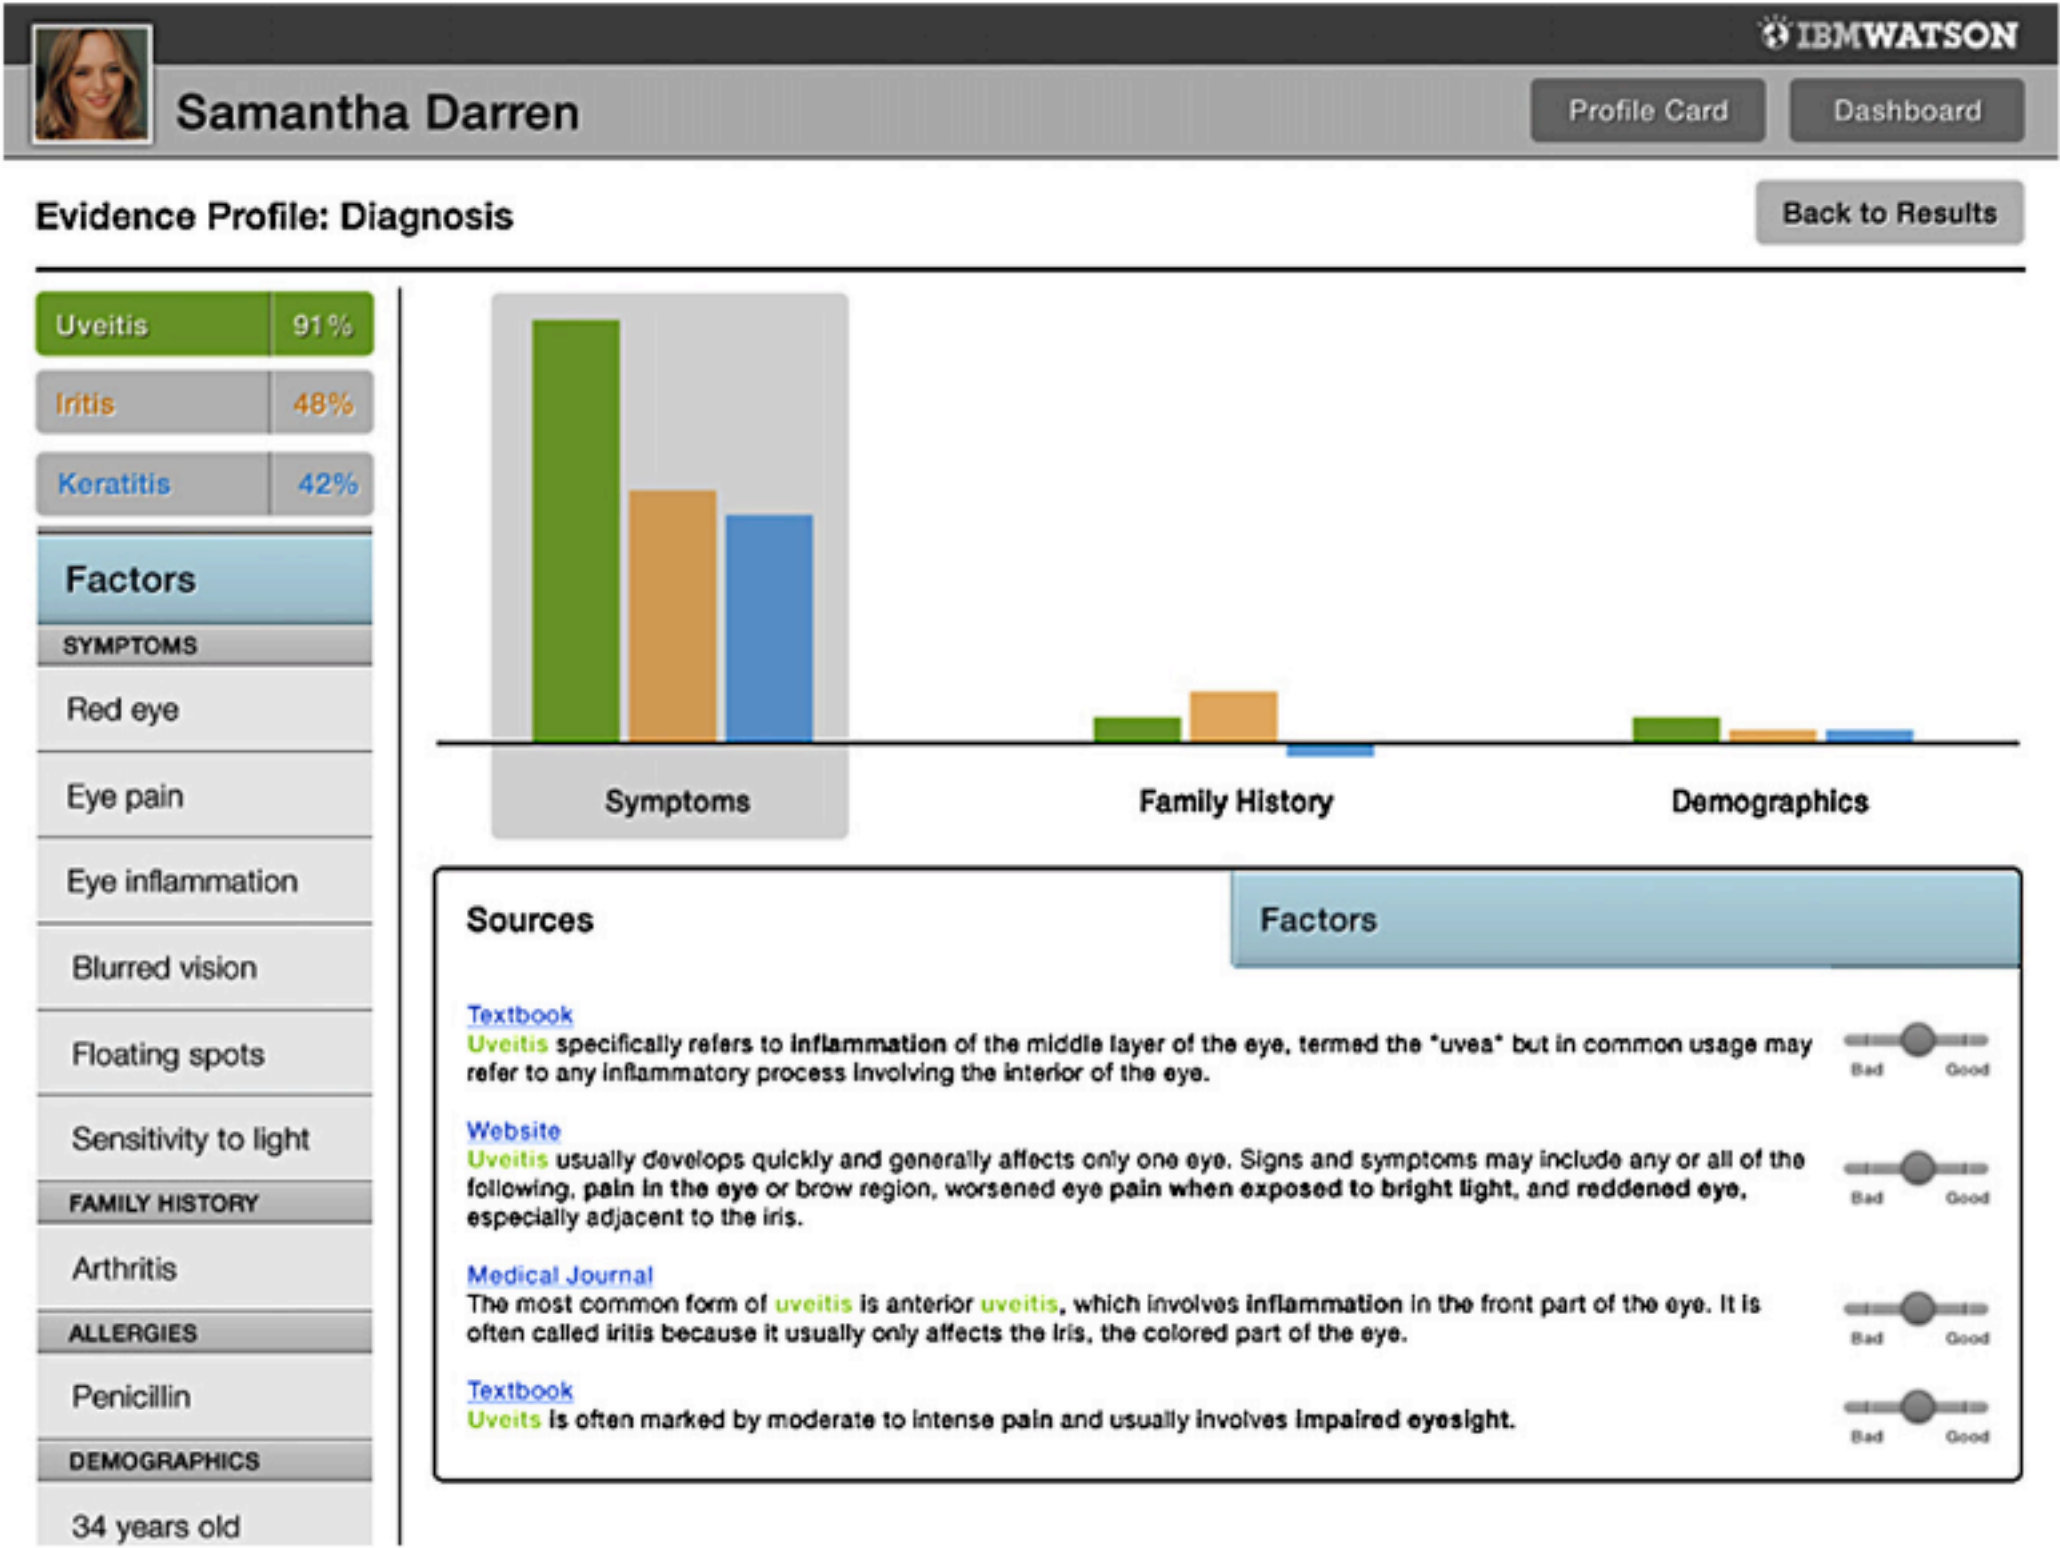 IBMWATSON
Samantha Darren
Profile Card
Dashboard
Evidence Profile: Diagnosis
Back to Results
Uveitis 91%
Iritis 48%
Keratitis 42%
Factors
SYMPTOMS
Red eye
Eye pain
Eye inflammation
Blurred vision
Floating spots
Sensitivity to light
FAMILY HISTORY
Arthritis
ALLERGIES
Penicillin
DEMOGRAPHICS
34 years old
Symptoms
Family History
Demographics
Sources
Factors
Textbook
Uveitis specifically refers to inflammation of the middle layer of the eye, termed the "uvea" but in common usage may
refer to any inflammatory process involving the interior of the eye.
Bad Good
Website
Uveitis usually develops quickly and generally affects only one eye. Signs and symptoms may include any or all of the
following, pain in the eye or brow region, worsened eye pain when exposed to bright light, and reddened eye,
especially adjacent to the iris.
Bad Good
Medical Journal
The most common form of uveitis is anterior uveitis, which involves inflammation in the front part of the eye. It is
often called iritis because it usually only affects the iris, the colored part of the eye.
Bad Good
Textbook
Uveits is often marked by moderate to intense pain and usually involves impaired eyesight.
Bad Good